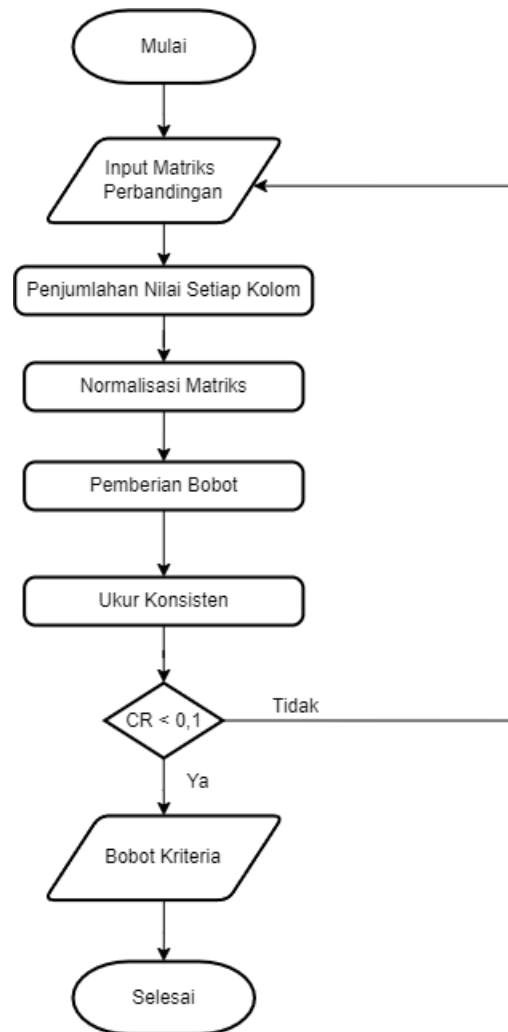 Mulai
Input Matriks
Perbandingan
Penjumlahan Nilai Setiap Kolom
Normalisasi Matriks
Pemberian Bobot
Ukur Konsisten
CR < 0,1
Tidak
Ya
Bobot Kriteria
Selesai